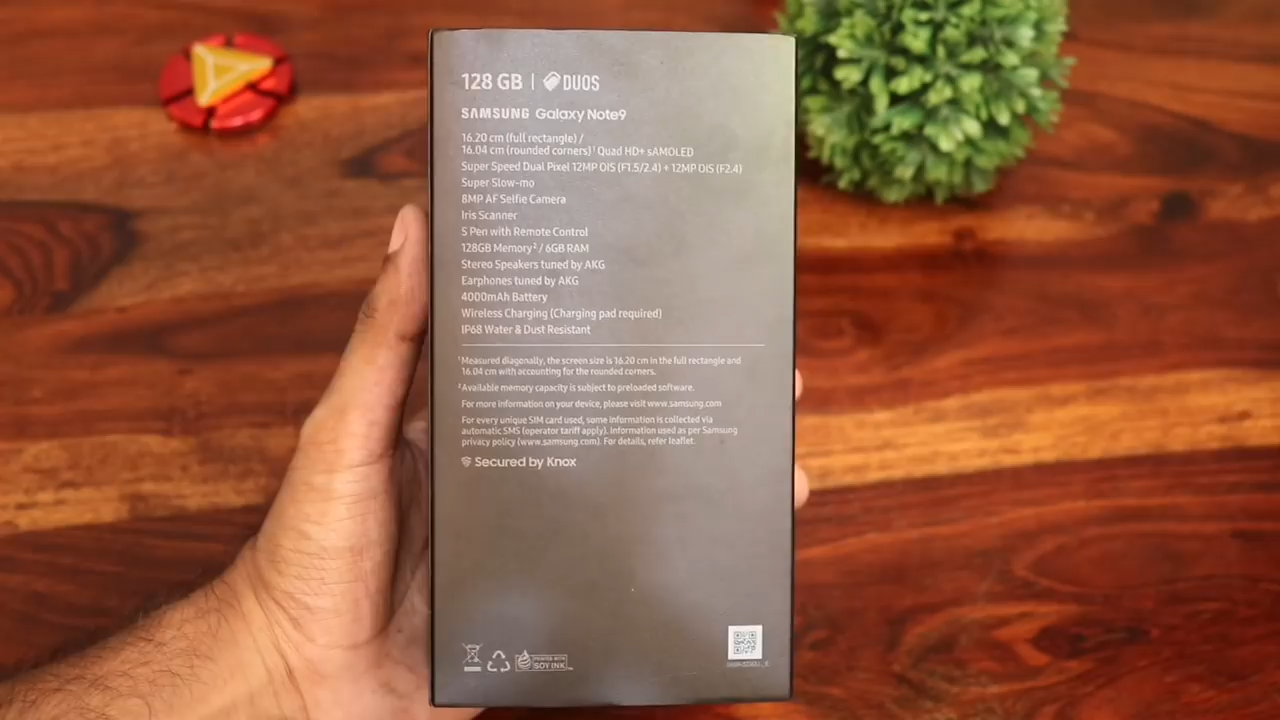 128 GB | DUOS
SAMSUNG Galaxy Note9
16.20 cm (full rectangle) /
16.04 cm (rounded corners)¹ Quad HD+ sAMOLED
Super Speed Dual Pixel 12MP OIS (F1.5/2.4) + 12MP OIS (F2.4)
Super Slow-mo
8MP AF Selfie Camera
Iris Scanner
S Pen with Remote Control
128GB Memory² / 6GB RAM
Stereo Speakers tuned by AKG
Earphones tuned by AKG
4000mAh Battery
Wireless Charging (Charging pad required)
IP68 Water & Dust Resistant
¹Measured diagonally, the screen size is 16.20 cm in the full rectangle and
16.04 cm with accounting for the rounded corners.
²Available memory capacity is subject to preloaded software.
For more information on your device, please visit www.samsung.com
For every unique SIM card used, some information is collected via
automatic SMS (operator tariff apply). Information used as per Samsung
privacy policy (www.samsung.com). For details, refer leaflet.
Secured by Knox
PRINTED WITH
SOY INK